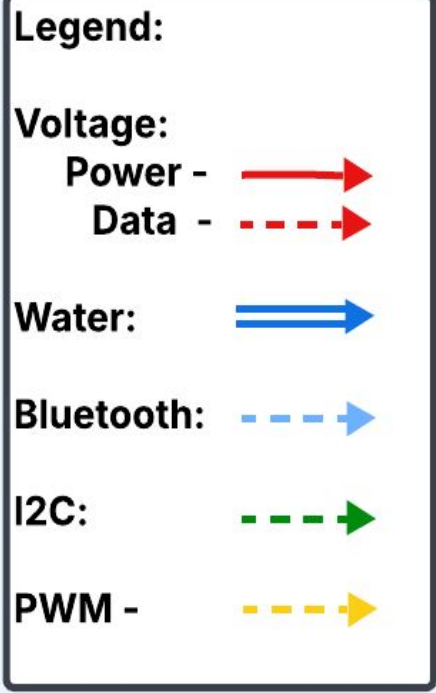 Legend:
Voltage:
Power -
Data -
Water:
Bluetooth:
I2C:
PWM -